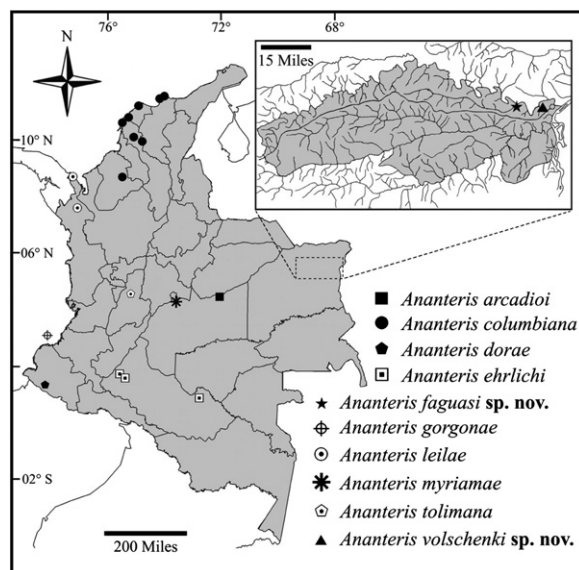 76° 72° 68°
N
15 Miles
10° N
06° N
Ananteris arcadioi
Ananteris columbiana
Ananteris dorae
Ananteris ehrlichi
Ananteris faguasi sp. nov.
Ananteris gorgonae
Ananteris leilae
Ananteris myriamae
Ananteris tolimana
Ananteris volschenki sp. nov.
02° S
200 Miles